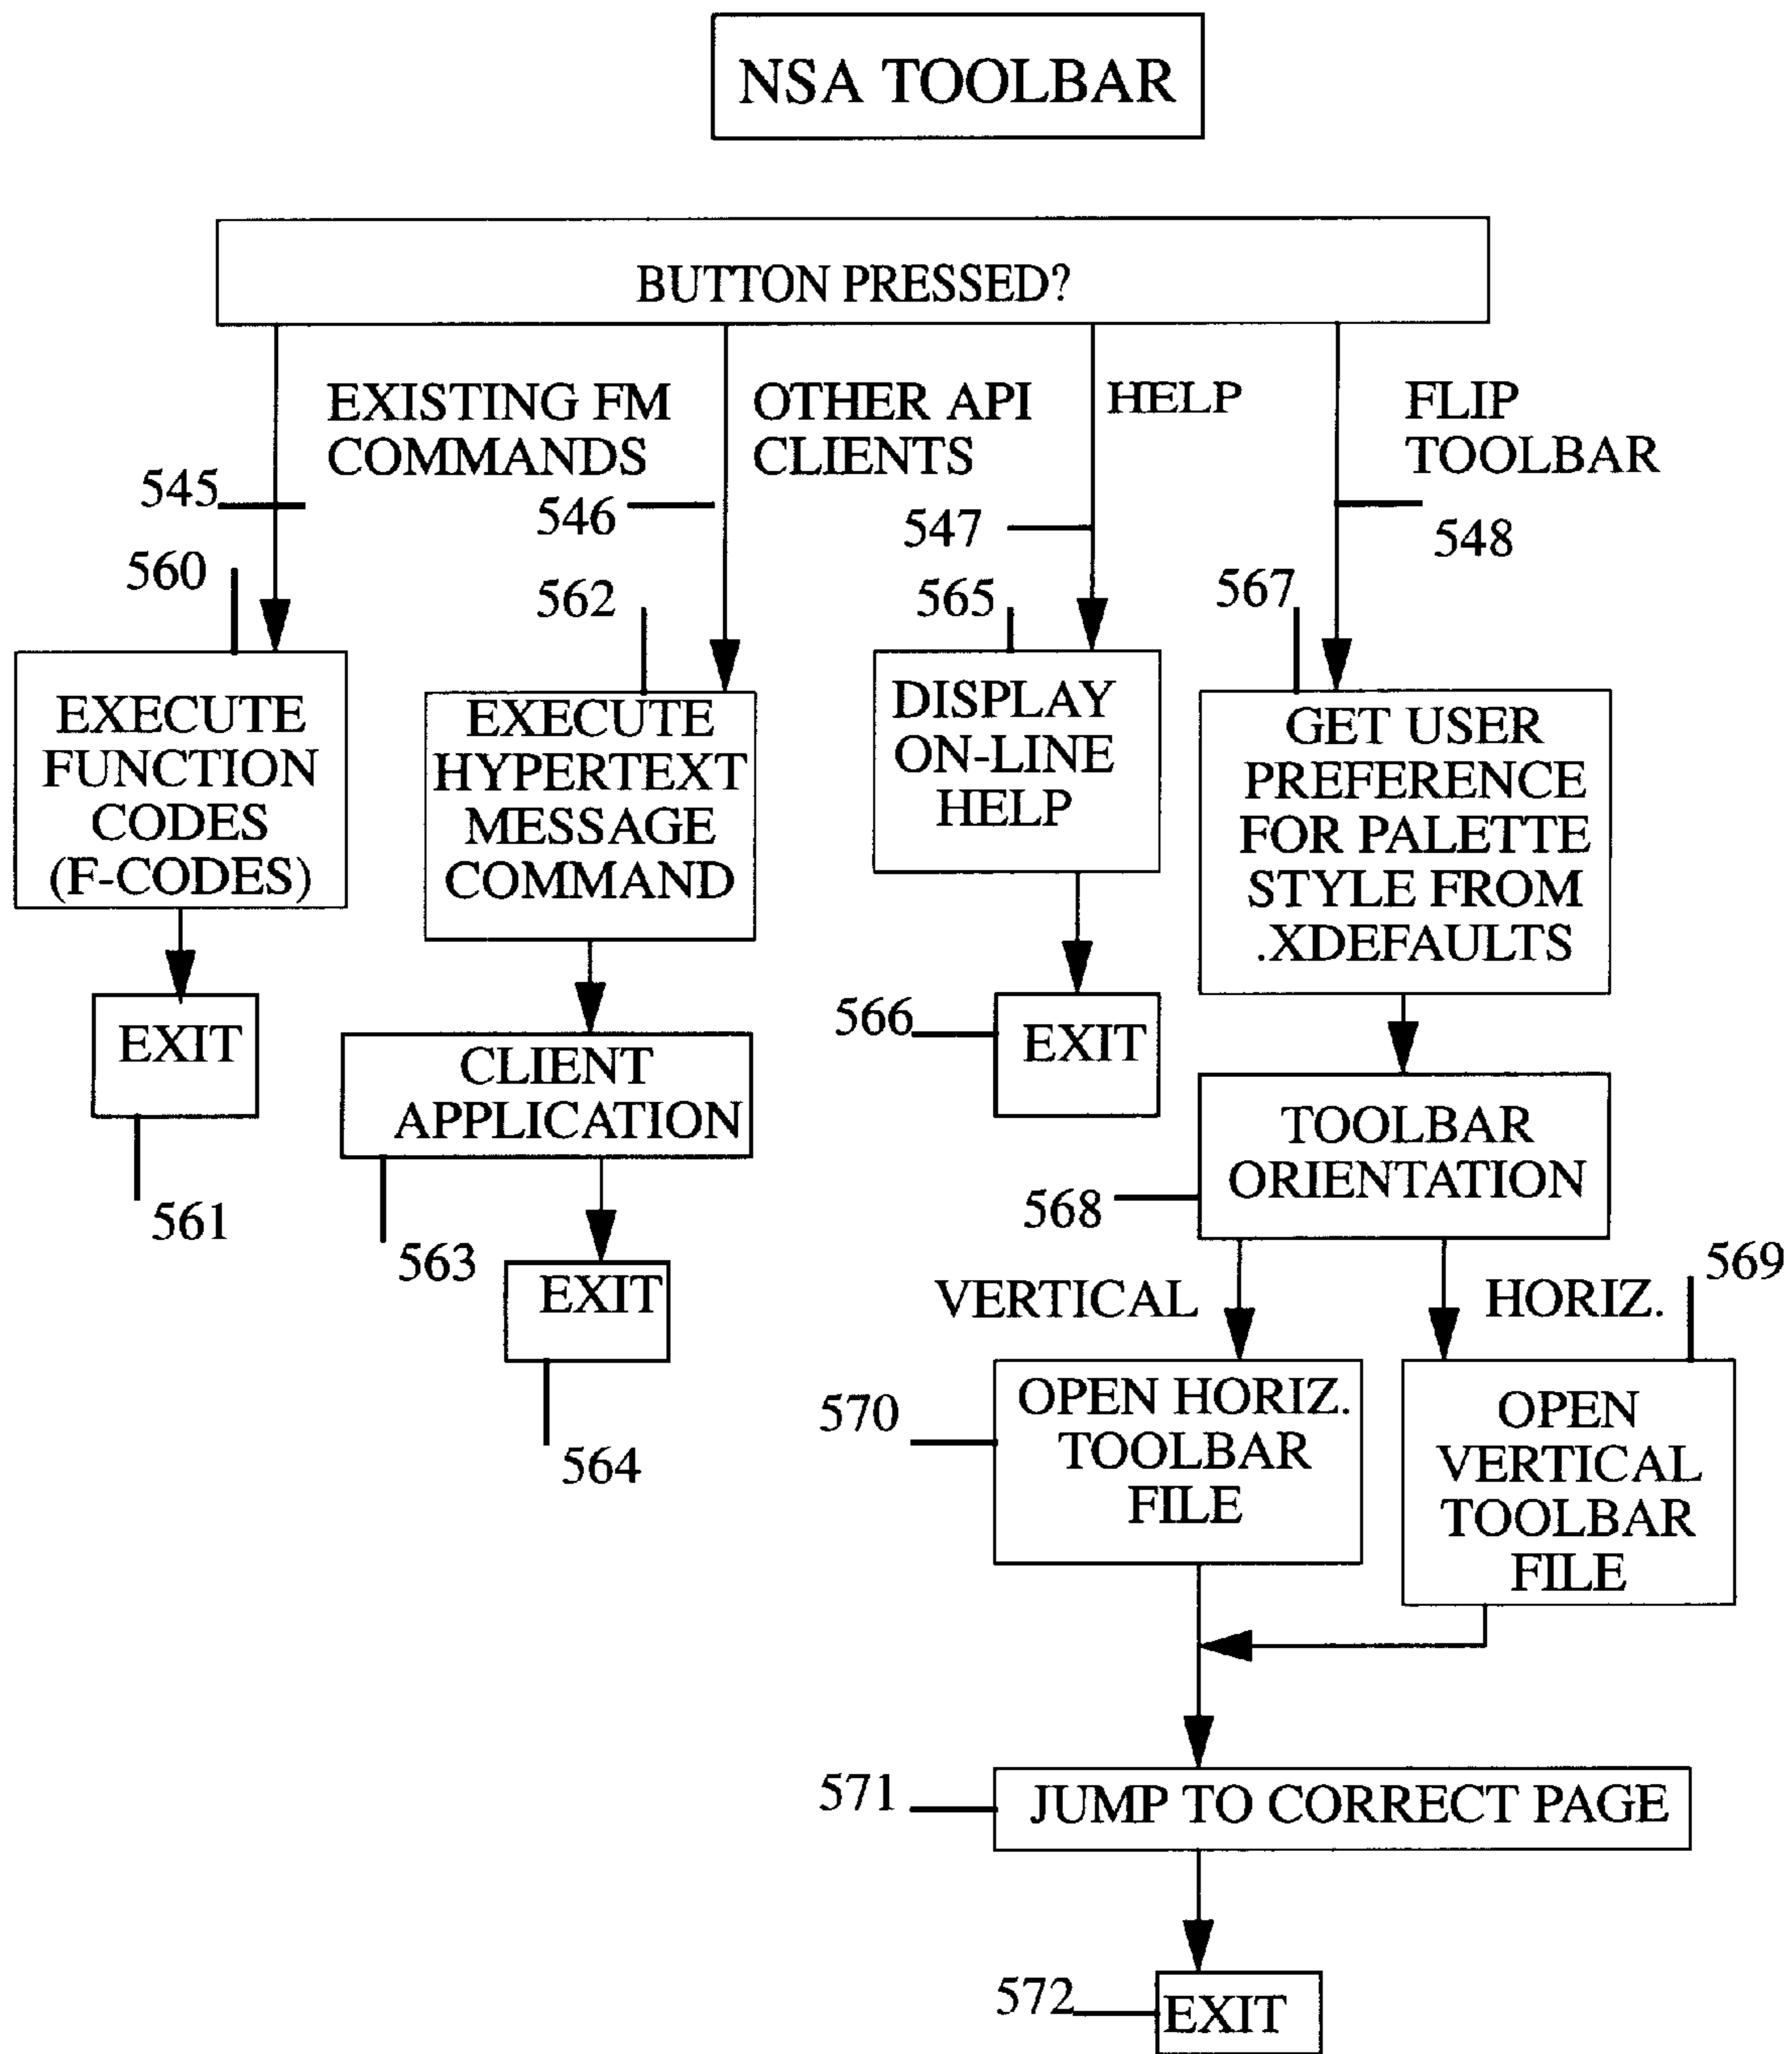 NSA TOOLBAR
BUTTON PRESSED?
EXISTING FM
COMMANDS
OTHER API
CLIENTS
HELP
FLIP
TOOLBAR
545
546
547
548
560
562
565
567
EXECUTE
FUNCTION
CODES
(F-CODES)
EXECUTE
HYPERTEXT
MESSAGE
COMMAND
DISPLAY
ON-LINE
HELP
GET USER
PREFERENCE
FOR PALETTE
STYLE FROM
.XDEFAULTS
EXIT
561
CLIENT
APPLICATION
563
EXIT
564
566
EXIT
TOOLBAR
ORIENTATION
568
VERTICAL
HORIZ.
569
570
OPEN HORIZ.
TOOLBAR
FILE
OPEN
VERTICAL
TOOLBAR
FILE
571
JUMP TO CORRECT PAGE
572
EXIT